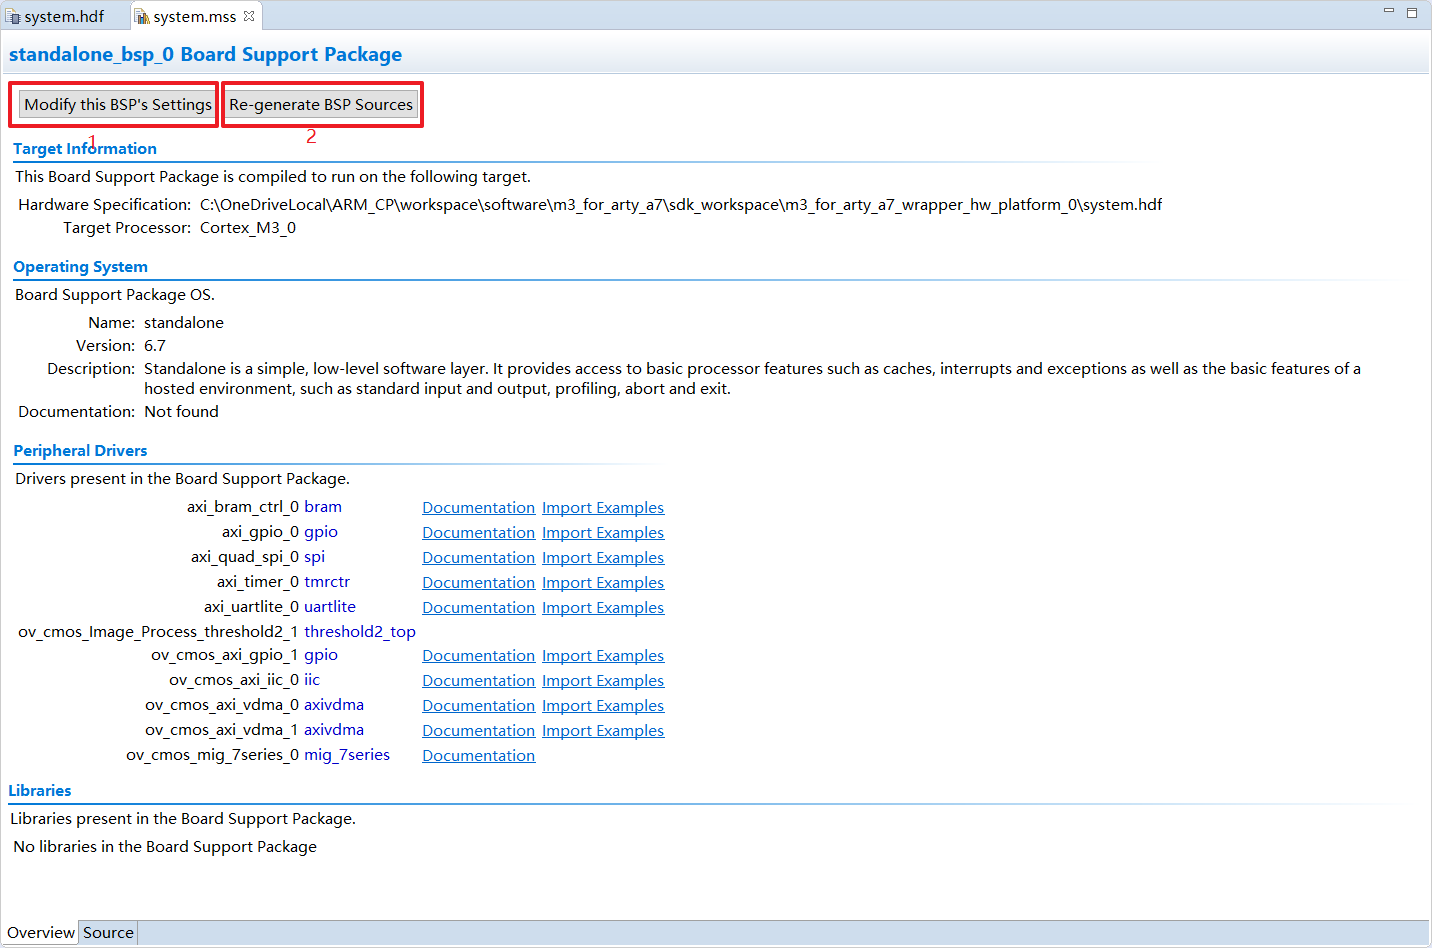 system.hdf system.mss
standalone_bsp_0 Board Support Package
Modify this BSP's Settings Re-generate BSP Sources
1 2
Target Information
This Board Support Package is compiled to run on the following target.
Hardware Specification: C:\OneDriveLocal\ARM_CP\workspace\software\m3_for_arty_a7\sdk_workspace\m3_for_arty_a7_wrapper_hw_platform_0\system.hdf
Target Processor: Cortex_M3_0
Operating System
Board Support Package OS.
Name: standalone
Version: 6.7
Description: Standalone is a simple, low-level software layer. It provides access to basic processor features such as caches, interrupts and exceptions as well as the basic features of a
hosted environment, such as standard input and output, profiling, abort and exit.
Documentation: Not found
Peripheral Drivers
Drivers present in the Board Support Package.
axi_bram_ctrl_0 bram Documentation Import Examples
axi_gpio_0 gpio Documentation Import Examples
axi_quad_spi_0 spi Documentation Import Examples
axi_timer_0 tmrctr Documentation Import Examples
axi_uartlite_0 uartlite Documentation Import Examples
ov_cmos_Image_Process_threshold2_1 threshold2_top
ov_cmos_axi_gpio_1 gpio Documentation Import Examples
ov_cmos_axi_iic_0 iic Documentation Import Examples
ov_cmos_axi_vdma_0 axivdma Documentation Import Examples
ov_cmos_axi_vdma_1 axivdma Documentation Import Examples
ov_cmos_mig_7series_0 mig_7series Documentation
Libraries
Libraries present in the Board Support Package.
No libraries in the Board Support Package
Overview Source